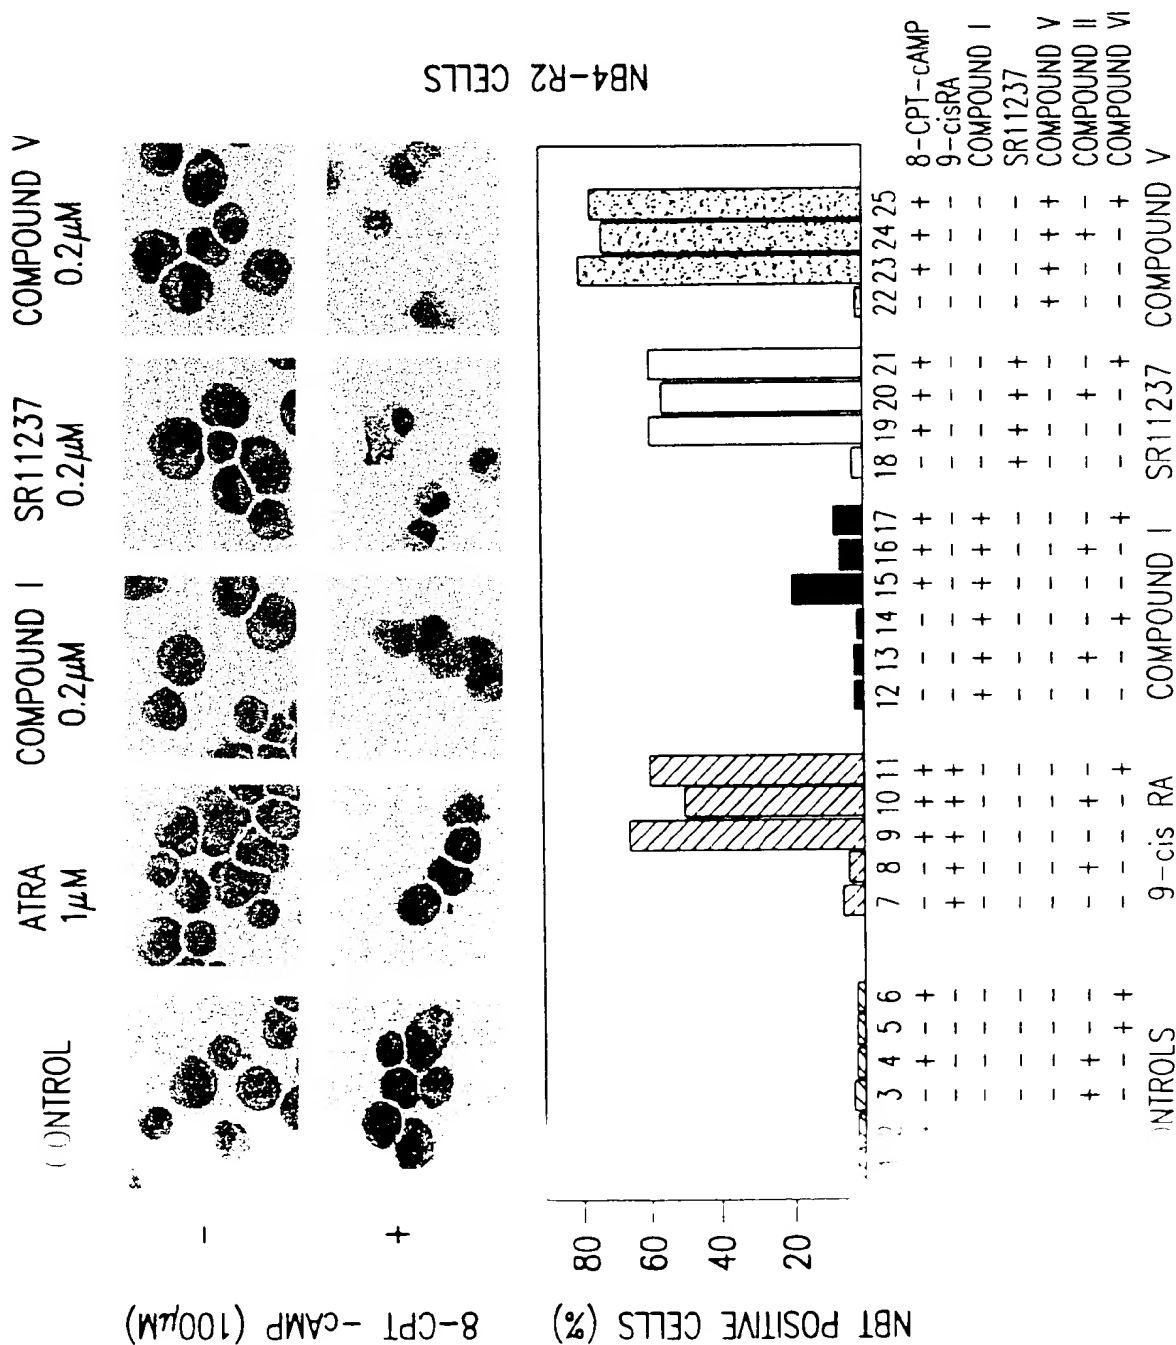 CONTROL
ATRA
1μM
COMPOUND I
0.2μM
SR11237
0.2μM
COMPOUND V
0.2μM
8-CPT -cAMP (100μM)
-
+
NB4-R2 CELLS
NBT POSITIVE CELLS (%)
80
60
40
20
1 2 3 4 5 6 7 8 9 10 11 12 13 14 15 16 17 18 19 20 21 22 23 24 25
- + - + - - + + + - - - + + + - + + + - + + + 8-CPT-cAMP
- - - - + + + + + - - - - - - - - - - - - - - 9-cisRA
- - - - - - - - - + + + + + + - - - - - - - - COMPOUND I
- - - - - - - - - - - - - - - + + + + - - - - SR11237
- - - - - - - - - - - - - - - - - - - + + + + COMPOUND V
+ + - - - + - + - - + - - + - - - + - - - + - COMPOUND II
- - + + - - - - + - - + - - + - - - + - - - + COMPOUND VI
ONTROLS
9-cis RA
COMPOUND I
SR11237
COMPOUND V